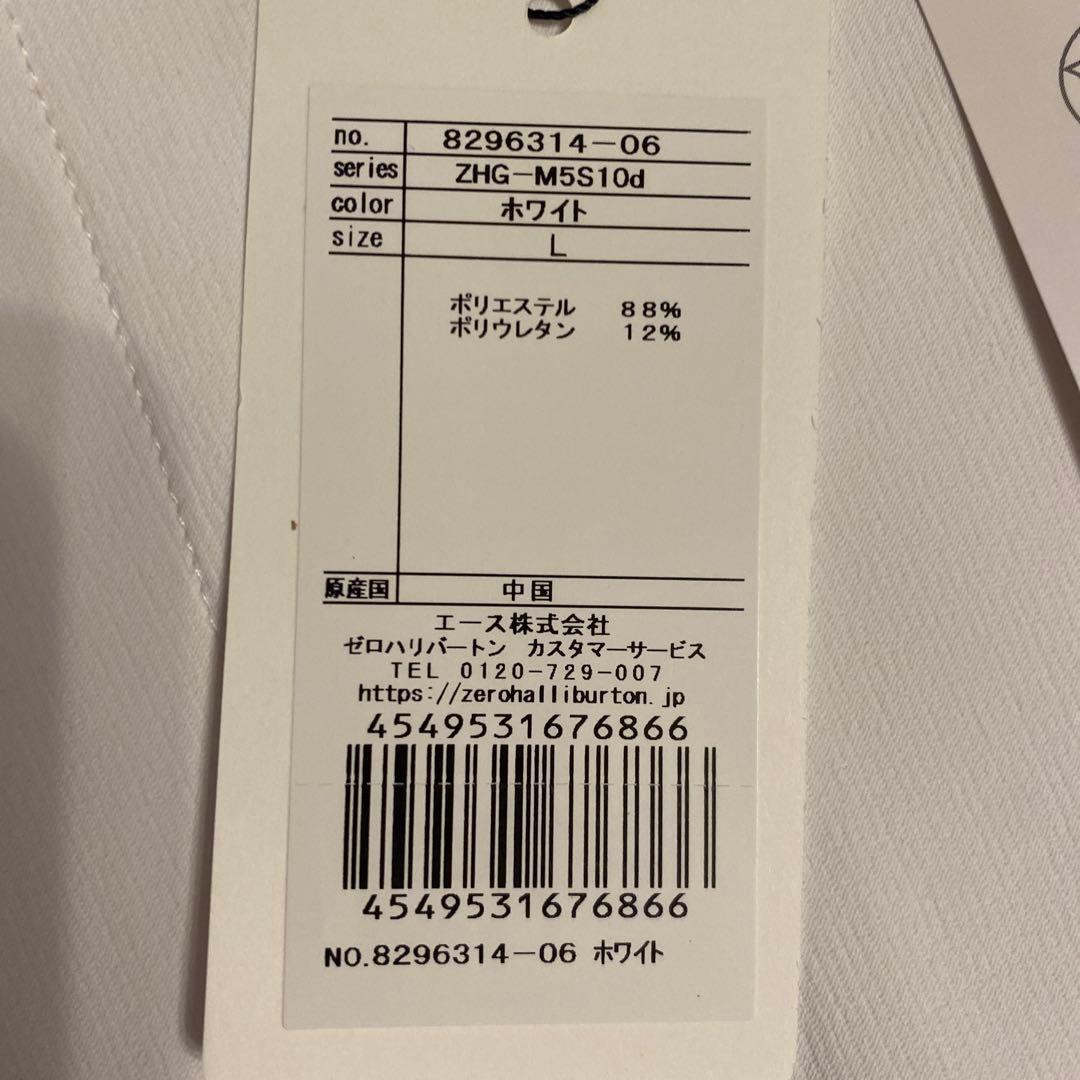 no. 8296314-06
series ZHG-M5S10d
color ホワイト
size L
ポリエステル 88%
ポリウレタン 12%
原産国 中国
エース株式会社
ゼロハリバートン カスタマーサービス
TEL 0120-729-007
https://zerohalliburton.jp
4549531676866
4549531676866
NO.8296314-06 ホワイト